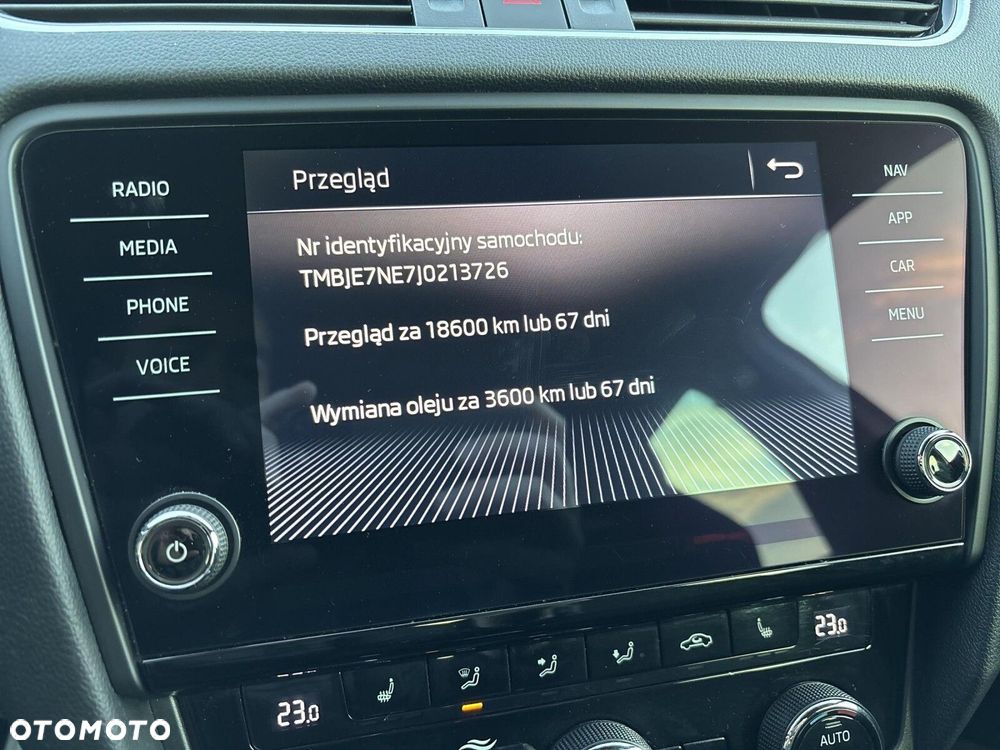 Przegląd
RADIO
MEDIA
PHONE
VOICE
Nr identyfikacyjny samochodu:
TMBJE7NE7J0213726
Przegląd za 18600 km lub 67 dni
Wymiana oleju za 3600 km lub 67 dni
NAV
APP
CAR
MENU
23.0
23.0
AUTO
OTOMOTO